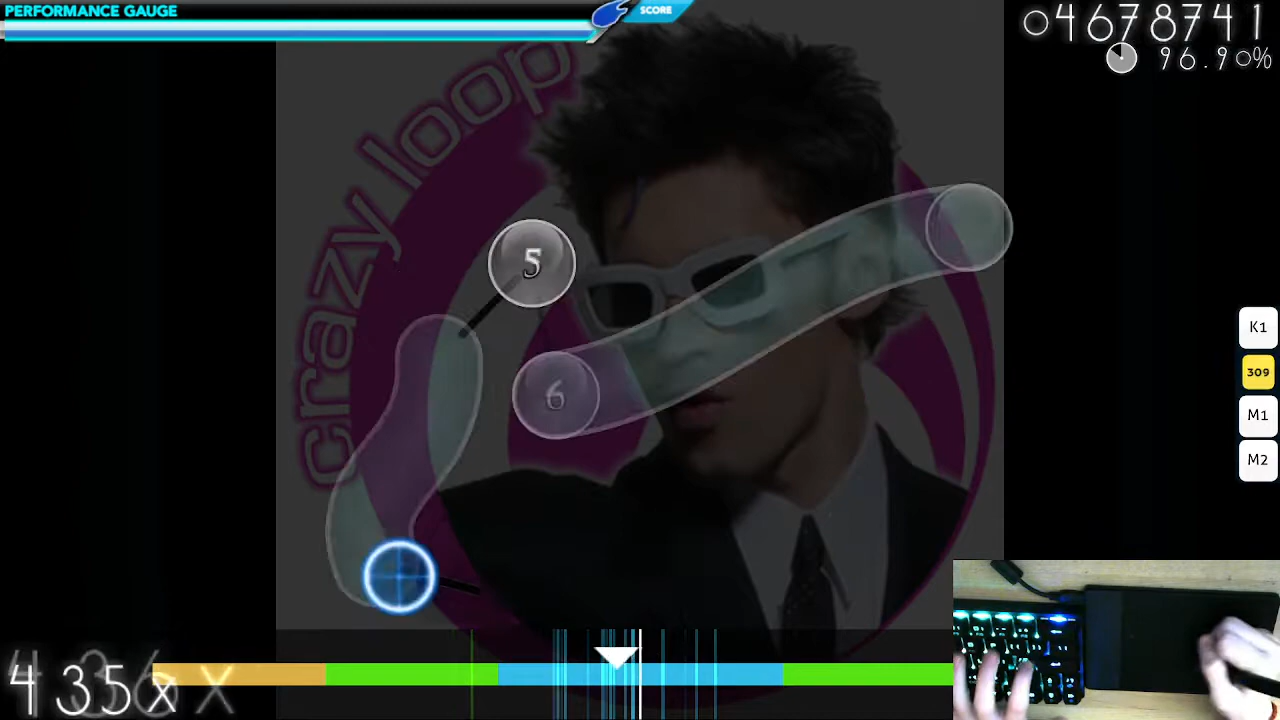 PERFORMANCE GAUGE
SCORE
04678741
96.90%
crazy loop
5
6
K1
309
M1
M2
435x